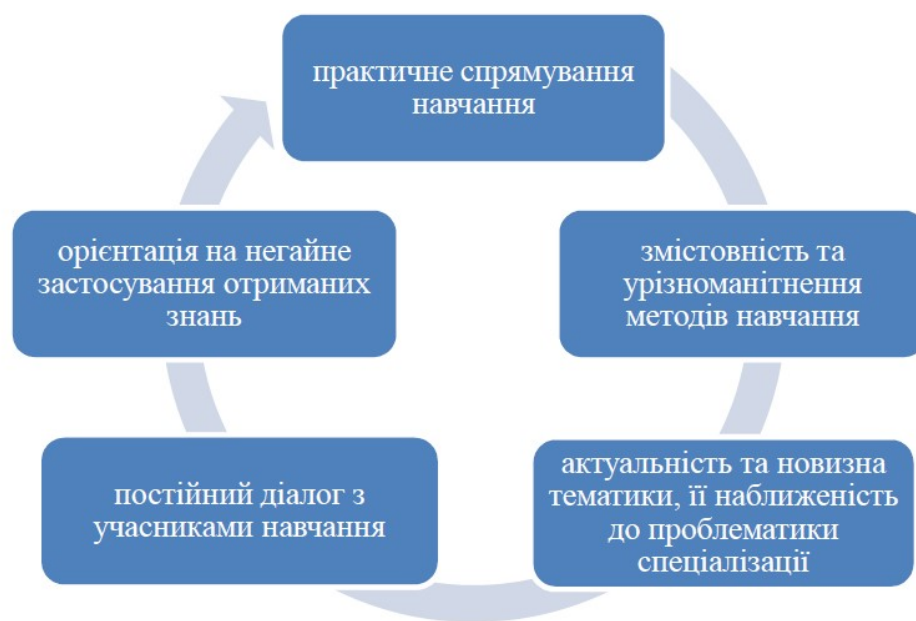 практичне спрямування
навчання
змістовність та
урізноманітнення
методів навчання
актуальність та новизна
тематики, її наближеність
до проблематики
спеціалізації
постійний діалог з
учасниками навчання
орієнтація на негайне
застосування отриманих
знань